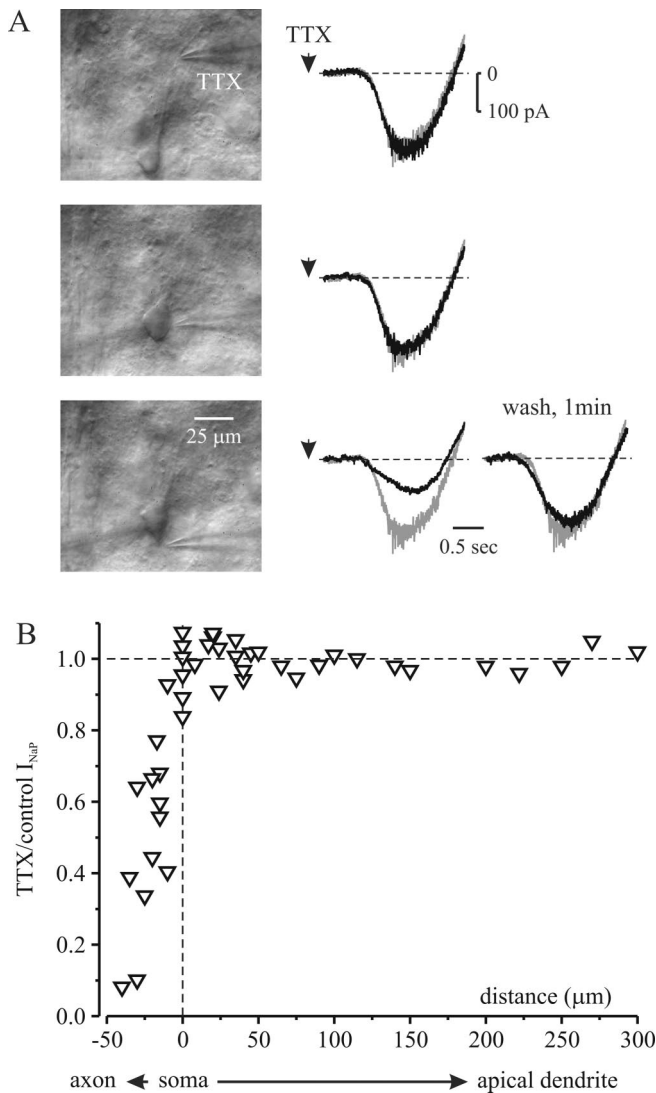 A
TTX
TTX
0
100 pA
25 µm
wash, 1min
0.5 sec
B
TTX/control I_NaP
1.0
0.8
0.6
0.4
0.2
0.0
distance (µm)
-50 0 50 100 150 200 250 300
axon soma apical dendrite